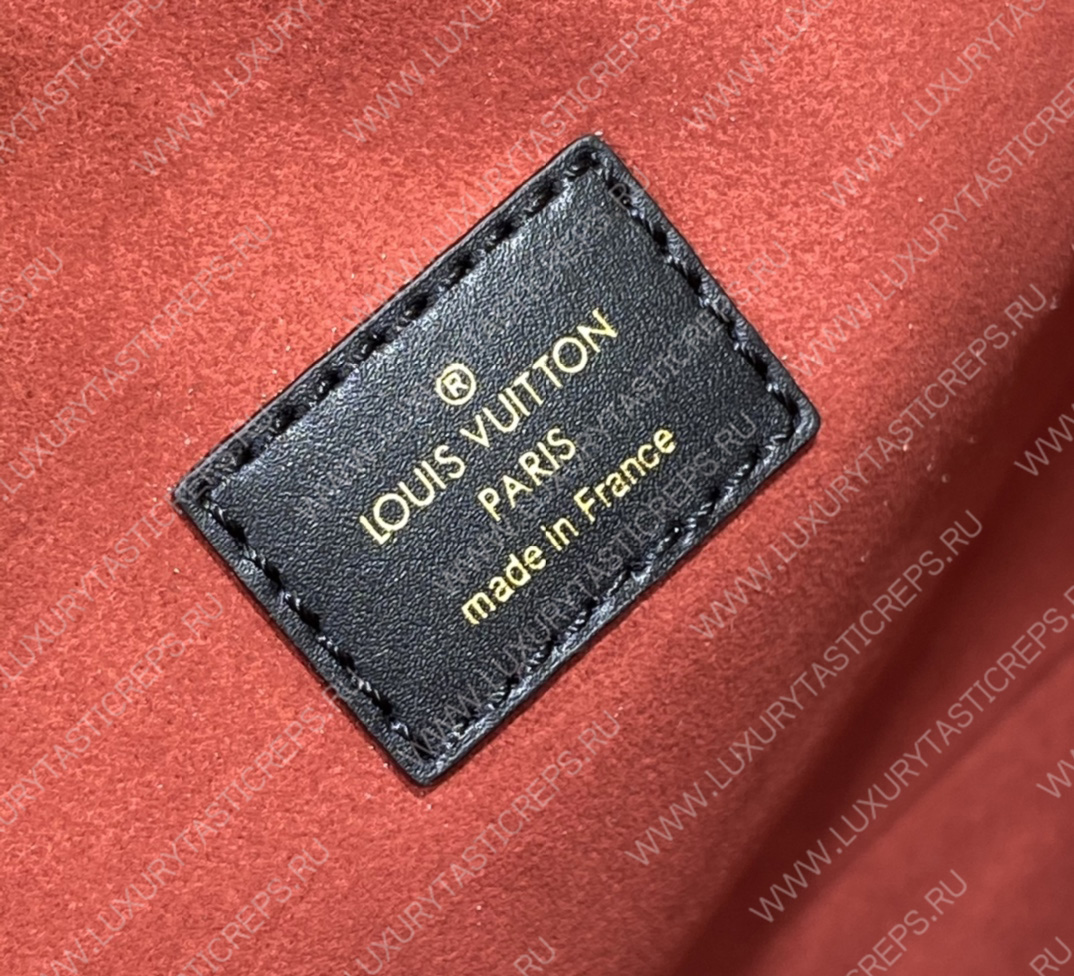 ®
LOUIS VUITTON
PARIS
made in France
WWW.LUXURYTASTICREPS.RU